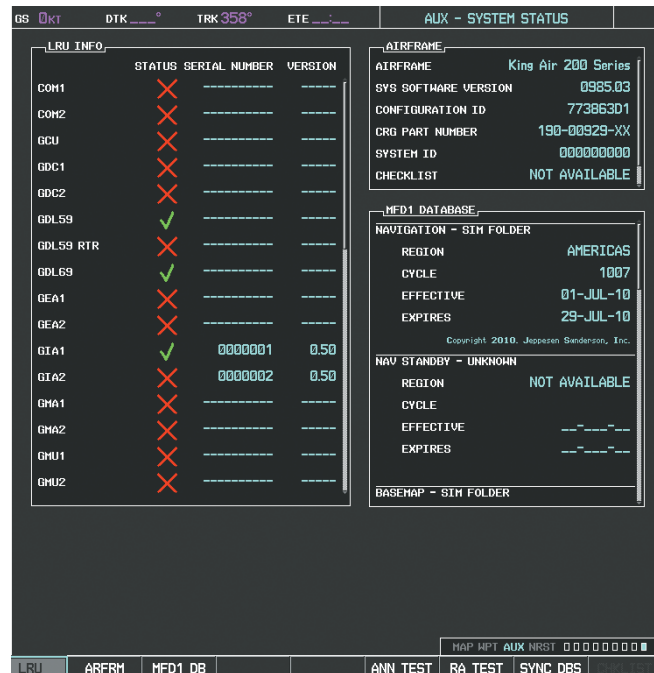 GS 0KT DTK ___° TRK 358° ETE __:__ AUX - SYSTEM STATUS
LRU INFO
STATUS SERIAL NUMBER VERSION
COM1 ---------- -----
COM2 ---------- -----
GCU ---------- -----
GDC1 ---------- -----
GDC2 ---------- -----
GDL59 ---------- -----
GDL59 RTR ---------- -----
GDL69 ---------- -----
GEA1 ---------- -----
GEA2 ---------- -----
GIA1 0000001 0.50
GIA2 0000002 0.50
GMA1 ---------- -----
GMA2 ---------- -----
GMU1 ---------- -----
GMU2 ---------- -----
AIRFRAME
AIRFRAME King Air 200 Series
SYS SOFTWARE VERSION 0985.03
CONFIGURATION ID 773863D1
CRG PART NUMBER 190-00929-XX
SYSTEM ID 000000000
CHECKLIST NOT AVAILABLE
MFD1 DATABASE
NAVIGATION - SIM FOLDER
REGION AMERICAS
CYCLE 1007
EFFECTIVE 01-JUL-10
EXPIRES 29-JUL-10
Copyright 2010. Jeppesen Sanderson, Inc.
NAV STANDBY - UNKNOWN
REGION NOT AVAILABLE
CYCLE
EFFECTIVE __-___-__
EXPIRES __-___-__
BASEMAP - SIM FOLDER
MAP WPT AUX NRST
LRU ARFRM MFD1 DB ANN TEST RA TEST SYNC DBS CHKLIST